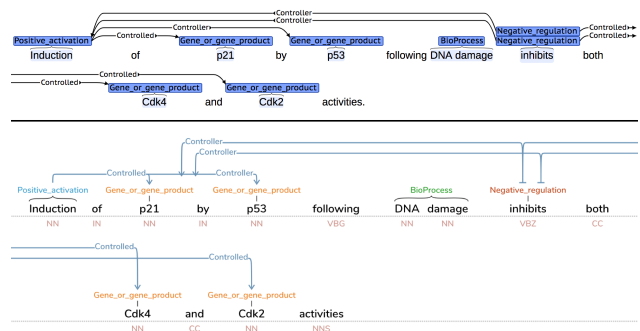 Controller
Controller
Controlled Controller Negative_regulation Controlled
Positive_activation Gene_or_gene_product Gene_or_gene_product BioProcess Negative_regulation Controlled
Induction of p21 by p53 following DNA damage inhibits both
Controlled
Controlled
Gene_or_gene_product Gene_or_gene_product
Cdk4 and Cdk2 activities.
Controller
Controller
Controlled Controller
Positive_activation Gene_or_gene_product Gene_or_gene_product BioProcess Negative_regulation
Induction of p21 by p53 following DNA damage inhibits both
NN IN NN IN NN VBG NN NN VBZ CC
Controlled
Controlled
Gene_or_gene_product Gene_or_gene_product
Cdk4 and Cdk2 activities
NN CC NN NNS